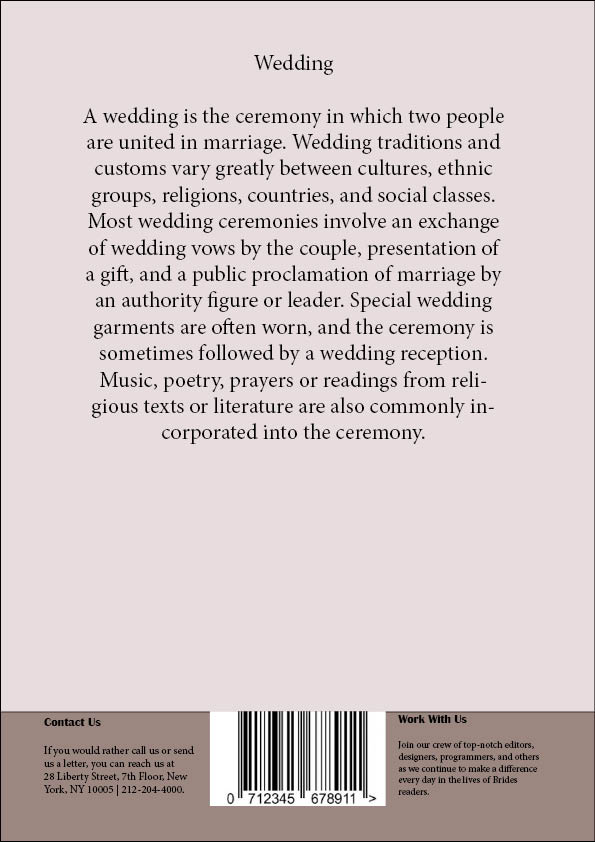 Wedding
A wedding is the ceremony in which two people
are united in marriage. Wedding traditions and
customs vary greatly between cultures, ethnic
groups, religions, countries, and social classes.
Most wedding ceremonies involve an exchange
of wedding vows by the couple, presentation of
a gift, and a public proclamation of marriage by
an authority figure or leader. Special wedding
garments are often worn, and the ceremony is
sometimes followed by a wedding reception.
Music, poetry, prayers or readings from reli-
gious texts or literature are also commonly in-
corporated into the ceremony.
Contact Us
If you would rather call us or send
us a letter, you can reach us at
28 Liberty Street, 7th Floor, New
York, NY 10005 | 212-204-4000.
0 712345 678911 >
Work With Us
Join our crew of top-notch editors,
designers, programmers, and others
as we continue to make a difference
every day in the lives of Brides
readers.